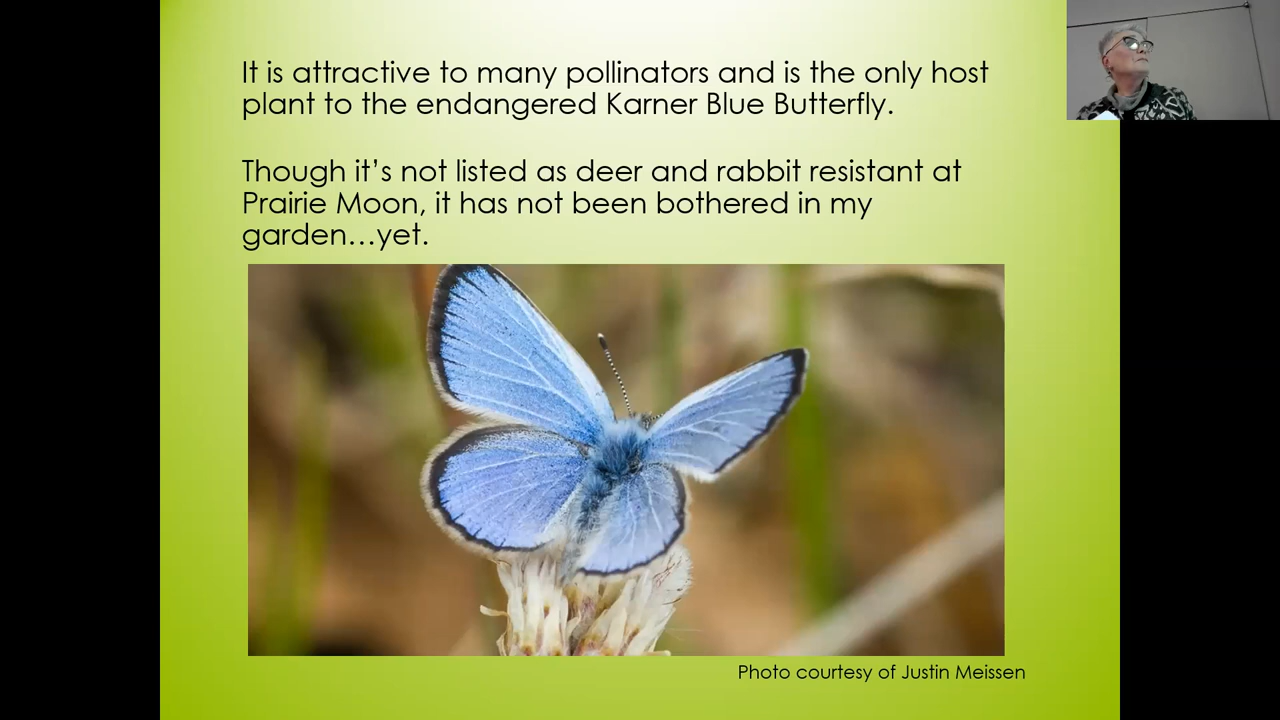 It is attractive to many pollinators and is the only host
plant to the endangered Karner Blue Butterfly.
Though it’s not listed as deer and rabbit resistant at
Prairie Moon, it has not been bothered in my
garden…yet.
Photo courtesy of Justin Meissen